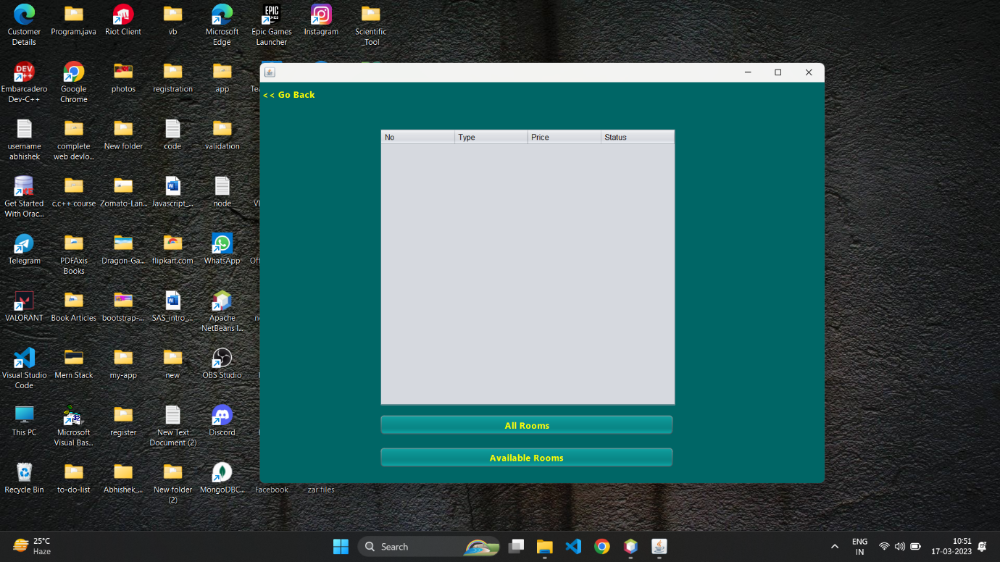 Customer
Details
Program.java
Riot Client
vb
Microsoft
Edge
EPIC
GAMES
Epic Games
Launcher
Instagram
Scientific
_Tool
DEV
C++
Embarcadero
Dev-C++
Google
Chrome
photos
registration
app
username
abhishek
complete
web devlo...
New folder
code
validation
Get Started
With Orac...
c,c++ course
Zomato-Lan...
Javascript_...
node
Telegram
PDFAxis
Books
Dragon-Ga...
flipkart.com
WhatsApp
VALORANT
Book Articles
bootstrap-...
SAS_intro_...
Apache
NetBeans I...
Visual Studio
Code
Mern Stack
my-app
new
OBS Studio
This PC
Microsoft
Visual Bas...
register
New Text
Document (2)
Discord
Recycle Bin
to-do-list
Abhishek_...
New folder
(2)
MongoDBC...
Facebook
zar files
<< Go Back
No Type Price Status
All Rooms
Available Rooms
25°C
Haze
Search
ENG
IN
10:51
17-03-2023